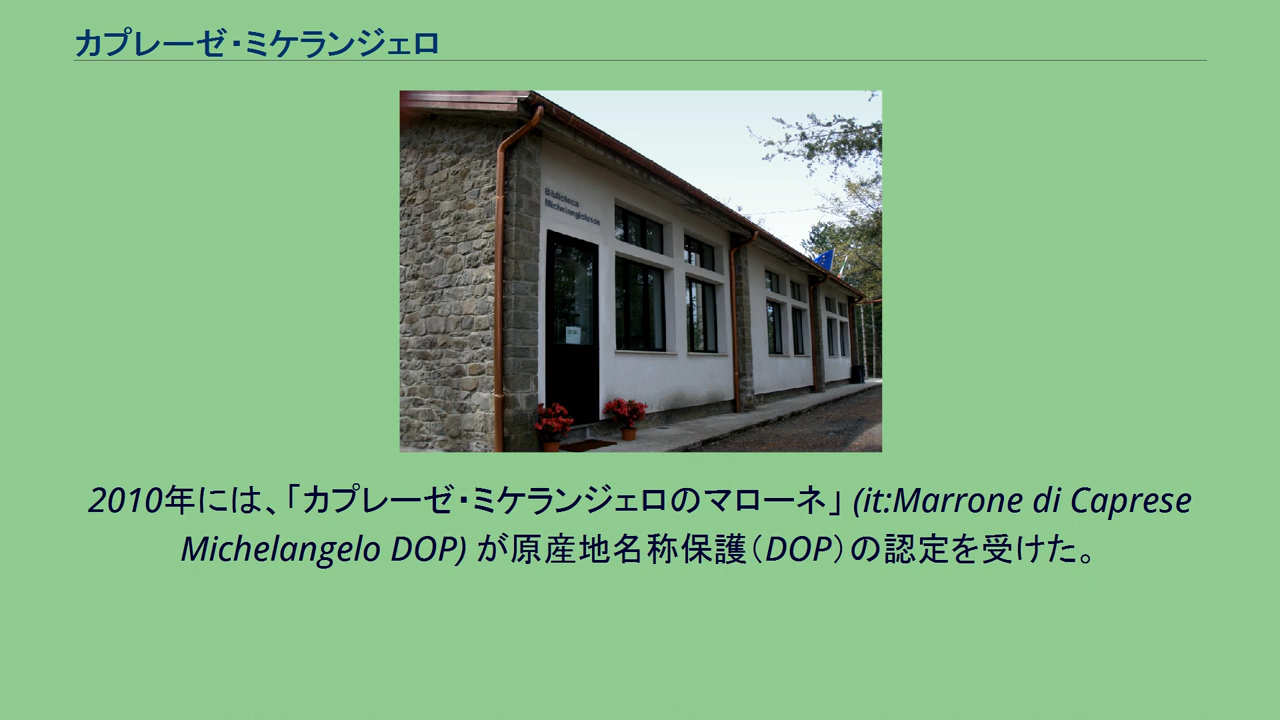 カプレーゼ・ミケランジェロ
Biblioteca
Michelangiolesca
2010年には、「カプレーゼ・ミケランジェロのマローネ」 (it:Marrone di Caprese
Michelangelo DOP) が原産地名称保護（DOP）の認定を受けた。